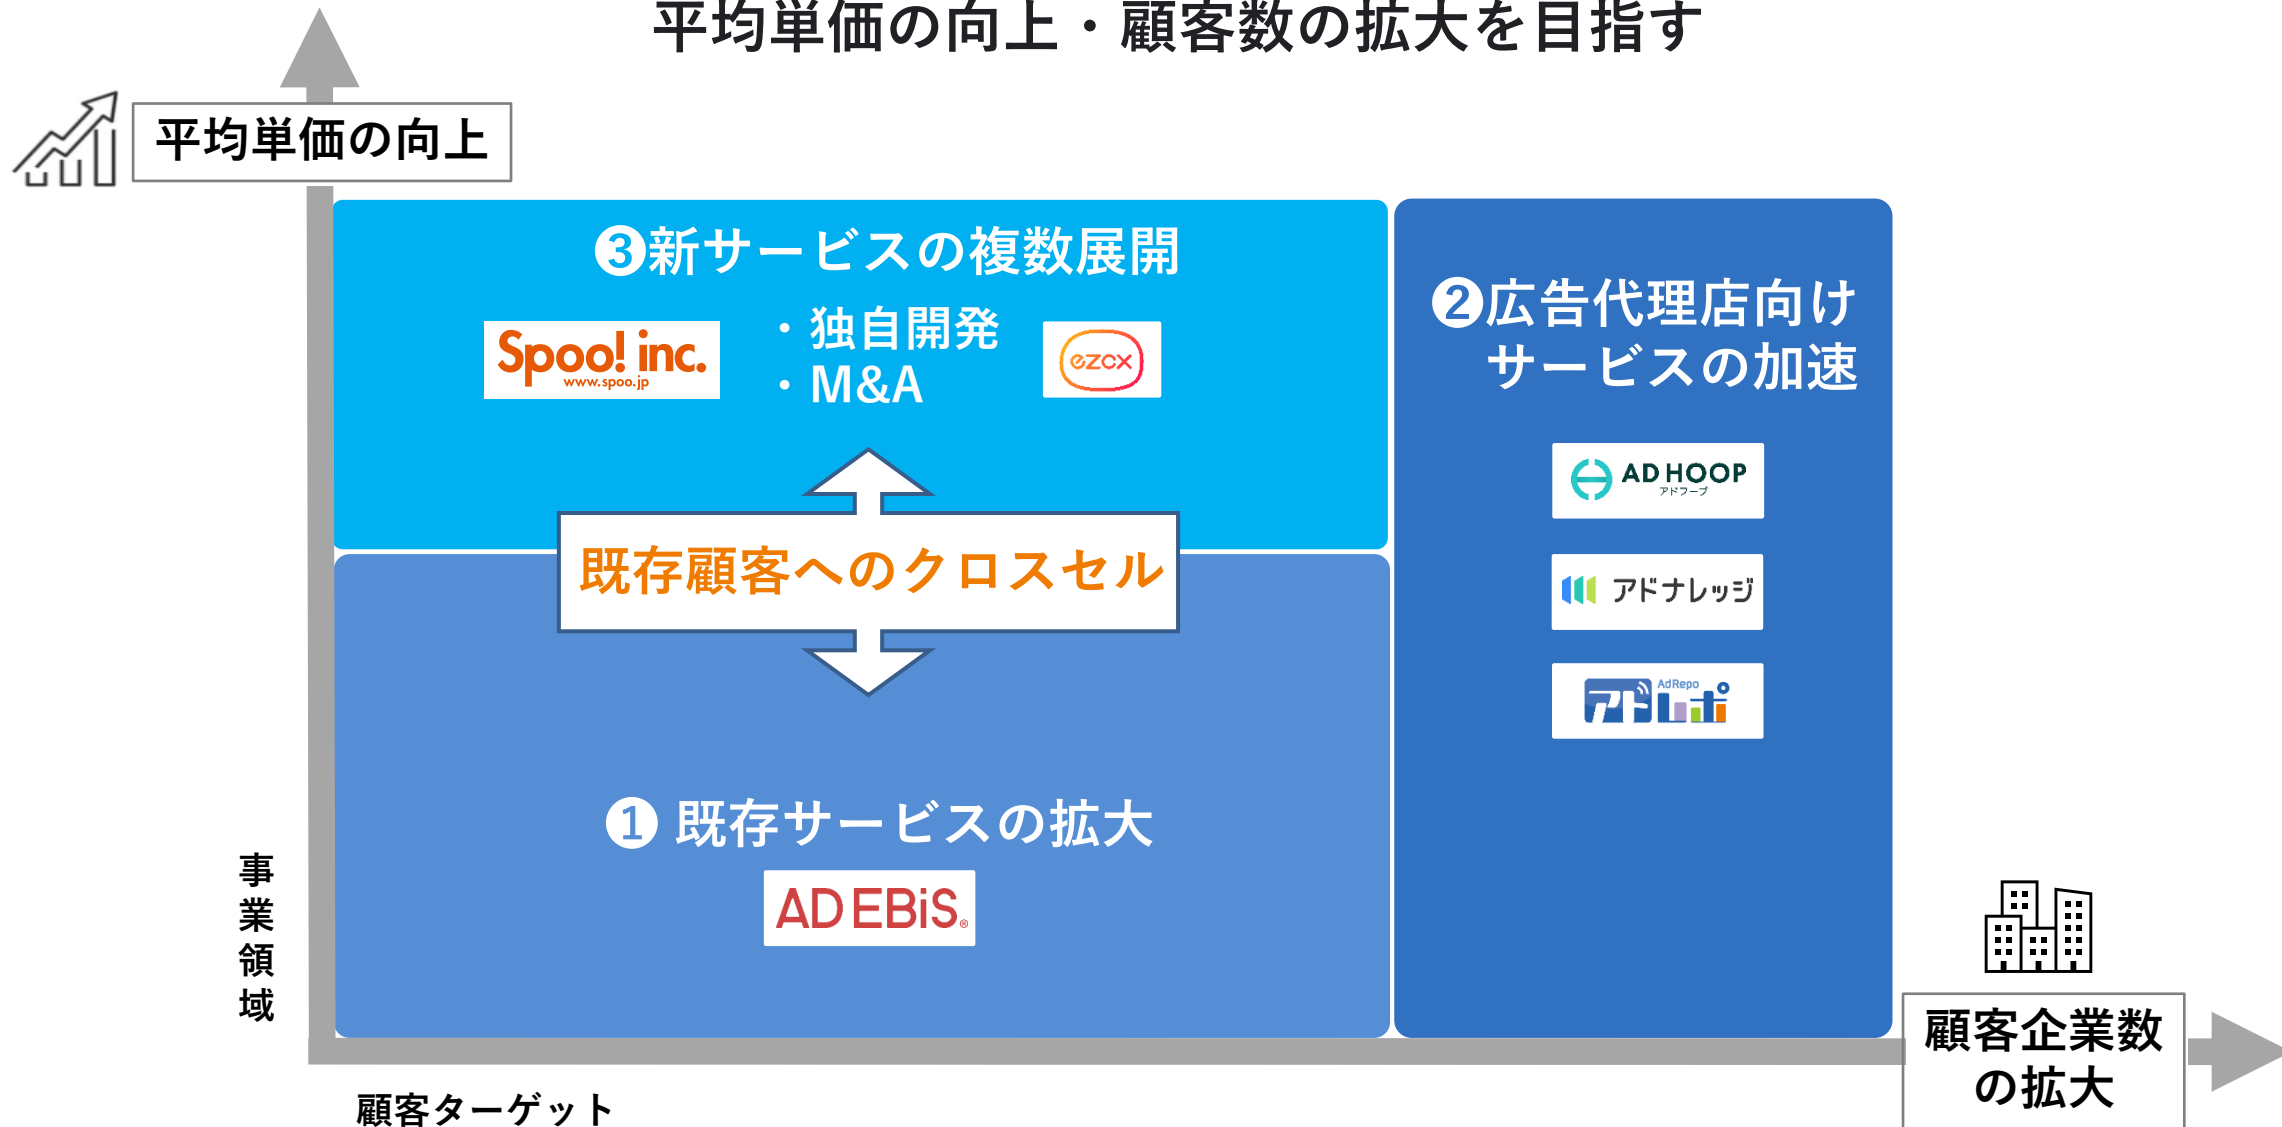 平均単価の向上・顧客数の拡大を目指す
平均単価の向上
❸新サービスの複数展開
Spoo! inc.
www.spoo.jp
・独自開発
・M&A
ezcx
❷広告代理店向け
サービスの加速
AD HOOP
アドフープ
アドナレッジ
アドレポ
AdRepo
既存顧客へのクロスセル
❶ 既存サービスの拡大
AD EBiS®
事業領域
顧客企業数
の拡大
顧客ターゲット